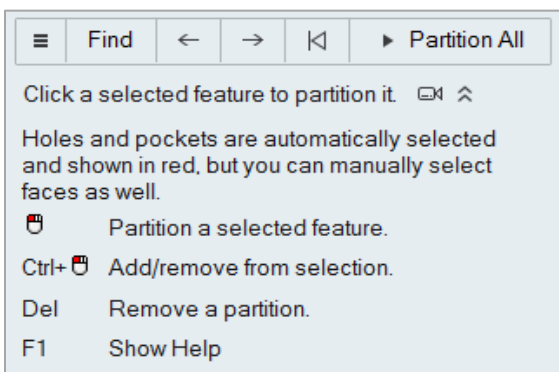 Find Partition All
Click a selected feature to partition it.
Holes and pockets are automatically selected
and shown in red, but you can manually select
faces as well.
Partition a selected feature.
Ctrl+ Add/remove from selection.
Del Remove a partition.
F1 Show Help